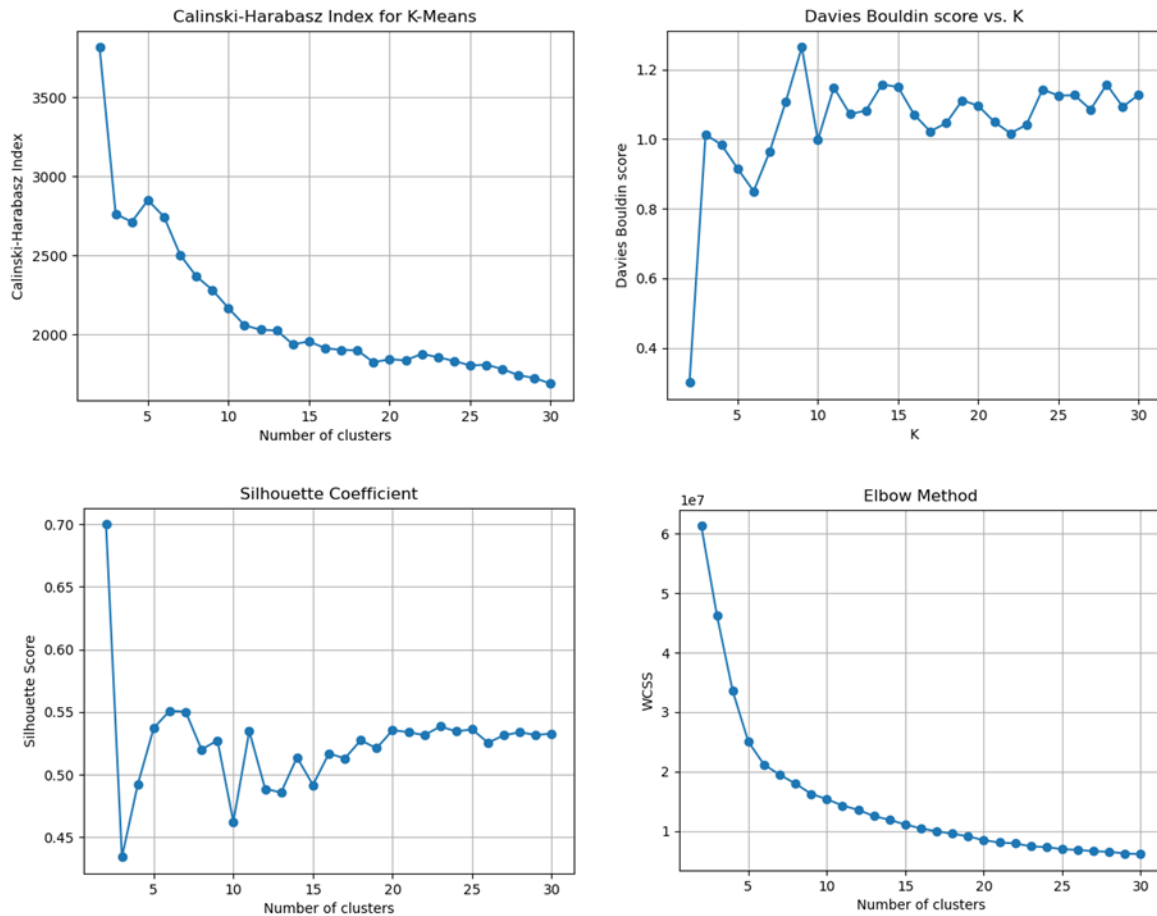 Calinski-Harabasz Index for K-Means
Calinski-Harabasz Index
3500
3000
2500
2000
5 10 15 20 25 30
Number of clusters
Davies Bouldin score vs. K
Davies Bouldin score
1.2
1.0
0.8
0.6
0.4
5 10 15 20 25 30
K
Silhouette Coefficient
Silhouette Score
0.70
0.65
0.60
0.55
0.50
0.45
5 10 15 20 25 30
Number of clusters
Elbow Method
1e7
WCSS
6
5
4
3
2
1
5 10 15 20 25 30
Number of clusters